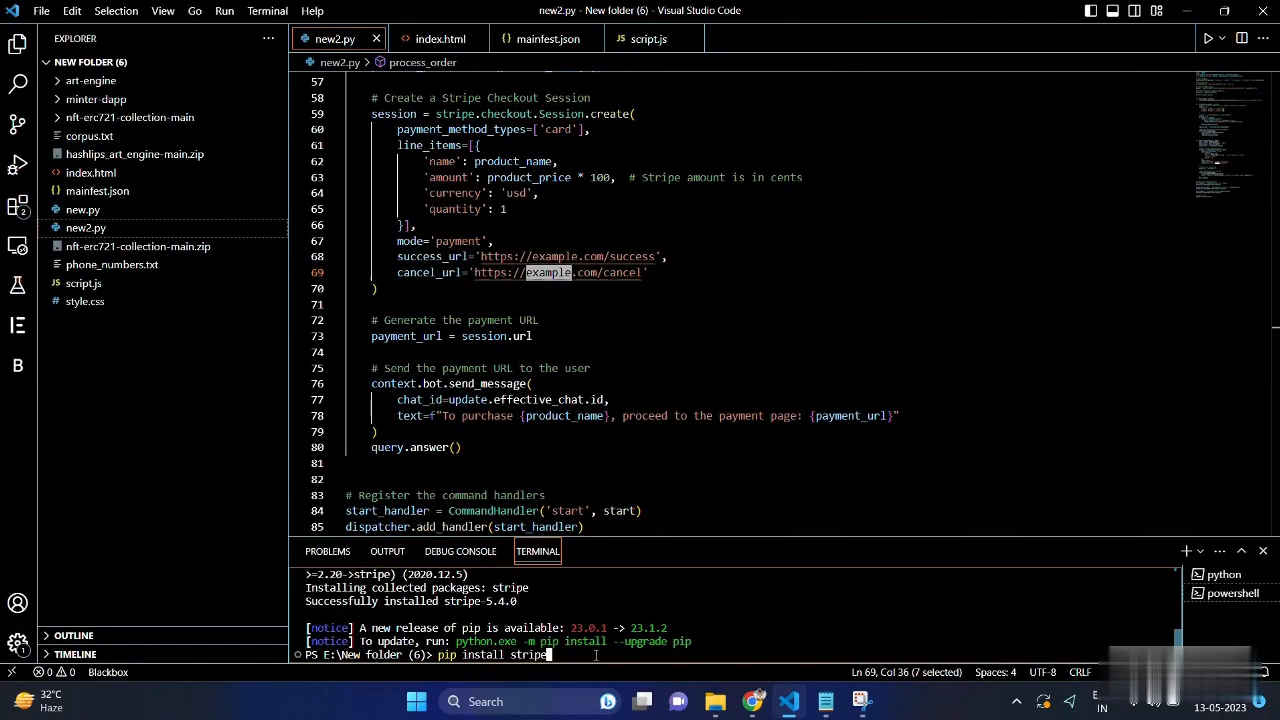 File Edit Selection View Go Run Terminal Help
new2.py - New folder (6) - Visual Studio Code
EXPLORER
NEW FOLDER (6)
art-engine
minter-dapp
nft-erc721-collection-main
corpus.txt
hashlips_art_engine-main.zip
index.html
mainfest.json
new.py
new2.py
nft-erc721-collection-main.zip
phone_numbers.txt
script.js
style.css
OUTLINE
TIMELINE
new2.py
index.html
mainfest.json
script.js
new2.py > process_order
57
58 # Create a Stripe Checkout Session
59 session = stripe.checkout.Session.create(
60 payment_method_types=['card'],
61 line_items=[{
62 'name': product_name,
63 'amount': product_price * 100, # Stripe amount is in cents
64 'currency': 'usd',
65 'quantity': 1
66 }],
67 mode='payment',
68 success_url='https://example.com/success',
69 cancel_url='https://example.com/cancel'
70 )
71
72 # Generate the payment URL
73 payment_url = session.url
74
75 # Send the payment URL to the user
76 context.bot.send_message(
77 chat_id=update.effective_chat.id,
78 text=f"To purchase {product_name}, proceed to the payment page: {payment_url}"
79 )
80 query.answer()
81
82
83 # Register the command handlers
84 start_handler = CommandHandler('start', start)
85 dispatcher.add_handler(start_handler)
PROBLEMS OUTPUT DEBUG CONSOLE TERMINAL
>=2.20->stripe) (2020.12.5)
Installing collected packages: stripe
Successfully installed stripe-5.4.0
[notice] A new release of pip is available: 23.0.1 -> 23.1.2
[notice] To update, run: python.exe -m pip install --upgrade pip
PS E:\New folder (6)> pip install stripe
python
powershell
0 0 Blackbox
Ln 69, Col 36 (7 selected) Spaces: 4 UTF-8 CRLF
32°C
Haze
Search
IN
13-05-2023